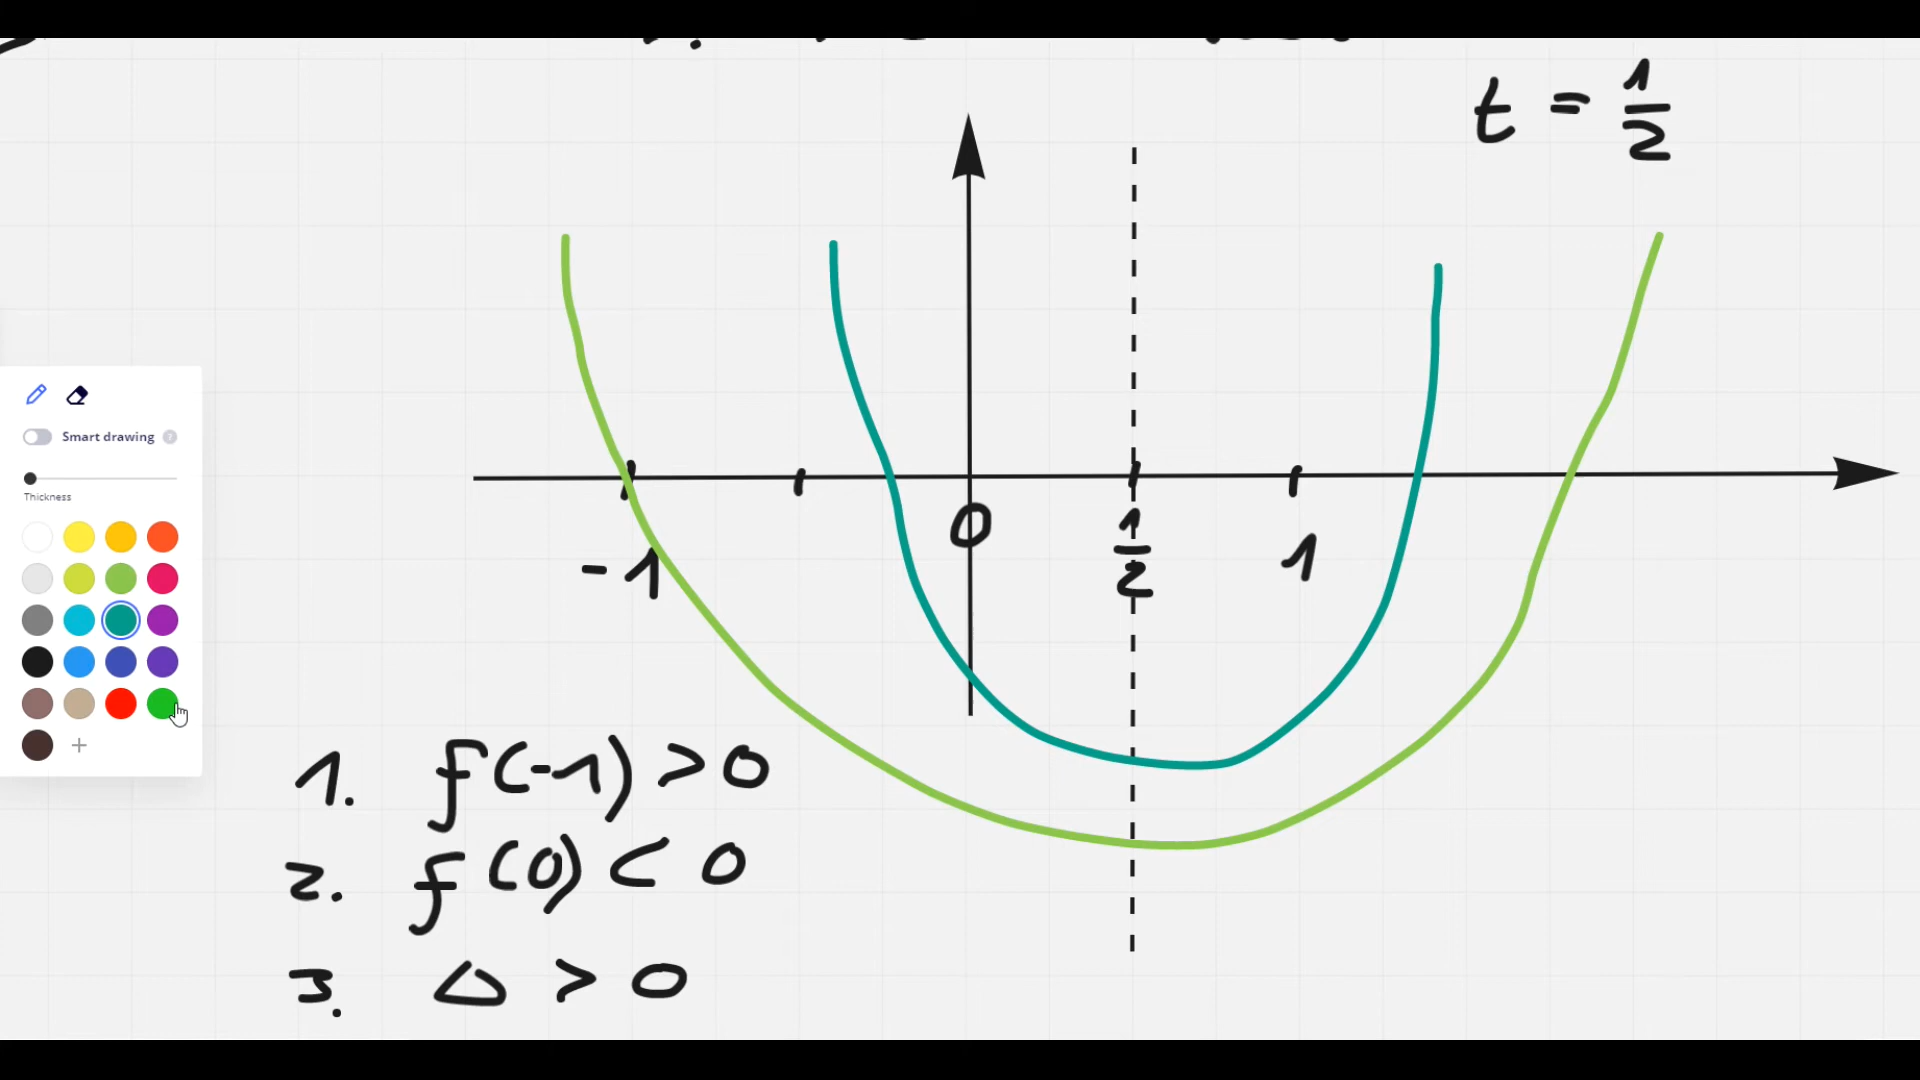 t = 1/2
Smart drawing ?
Thickness
0
1/2
-1
1
1. f(-1) > 0
2. f(0) < 0
3. Δ > 0